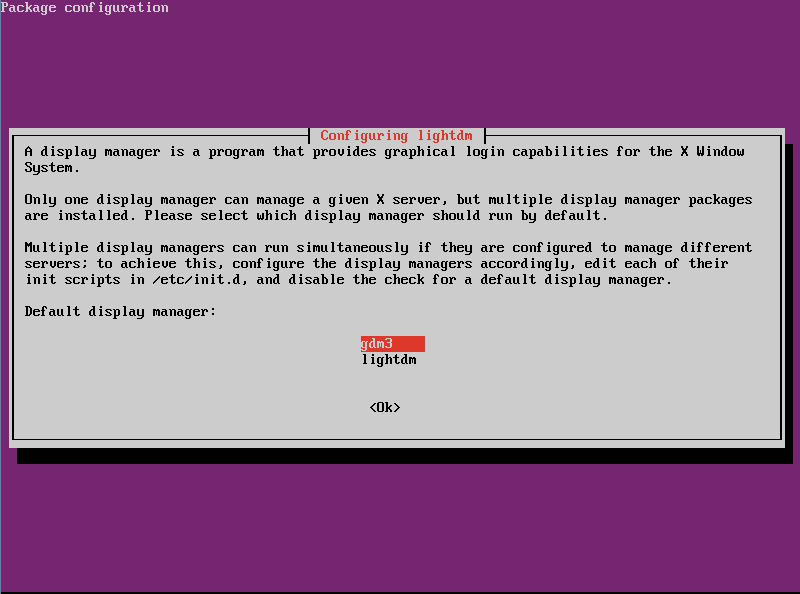 Package configuration
Configuring lightdm
A display manager is a program that provides graphical login capabilities for the X Window
System.
Only one display manager can manage a given X server, but multiple display manager packages
are installed. Please select which display manager should run by default.
Multiple display managers can run simultaneously if they are configured to manage different
servers; to achieve this, configure the display managers accordingly, edit each of their
init scripts in /etc/init.d, and disable the check for a default display manager.
Default display manager:
gdm3
lightdm
<Ok>